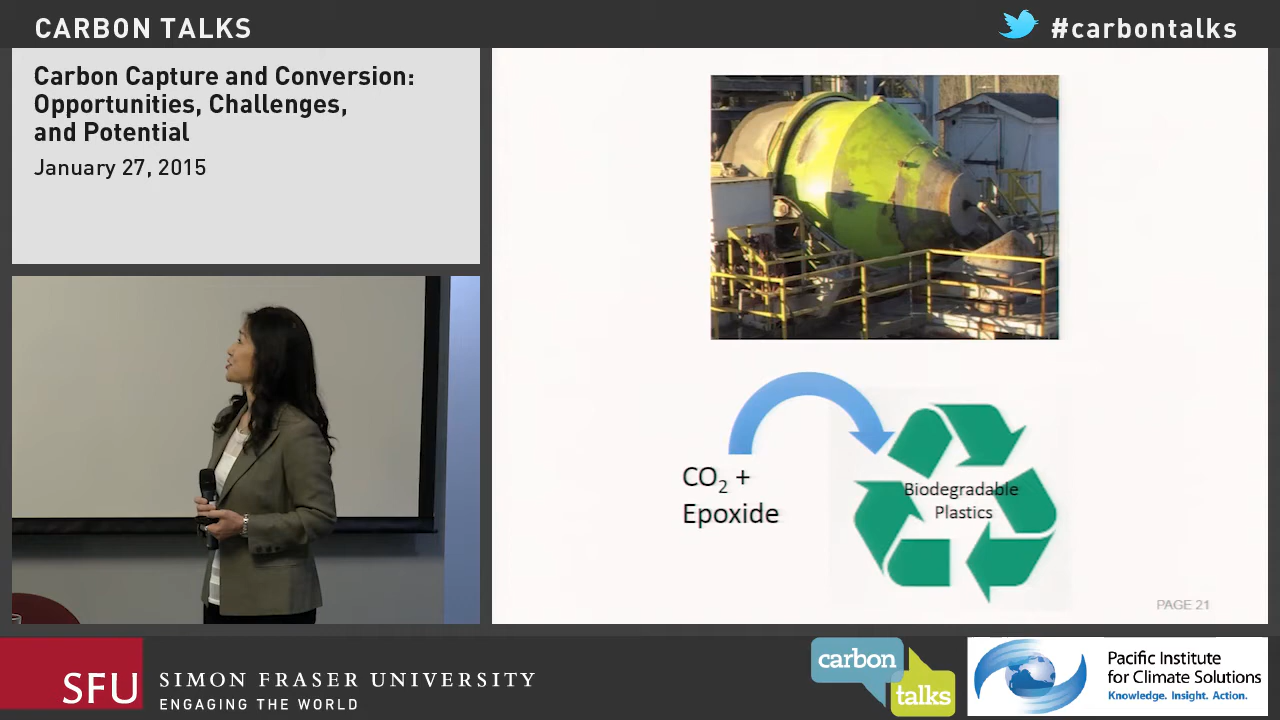 CARBON TALKS
#carbontalks
Carbon Capture and Conversion:
Opportunities, Challenges,
and Potential
January 27, 2015
CO₂ +
Epoxide
Biodegradable
Plastics
PAGE 21
SFU
SIMON FRASER UNIVERSITY
ENGAGING THE WORLD
carbon
talks
Pacific Institute
for Climate Solutions
Knowledge. Insight. Action.